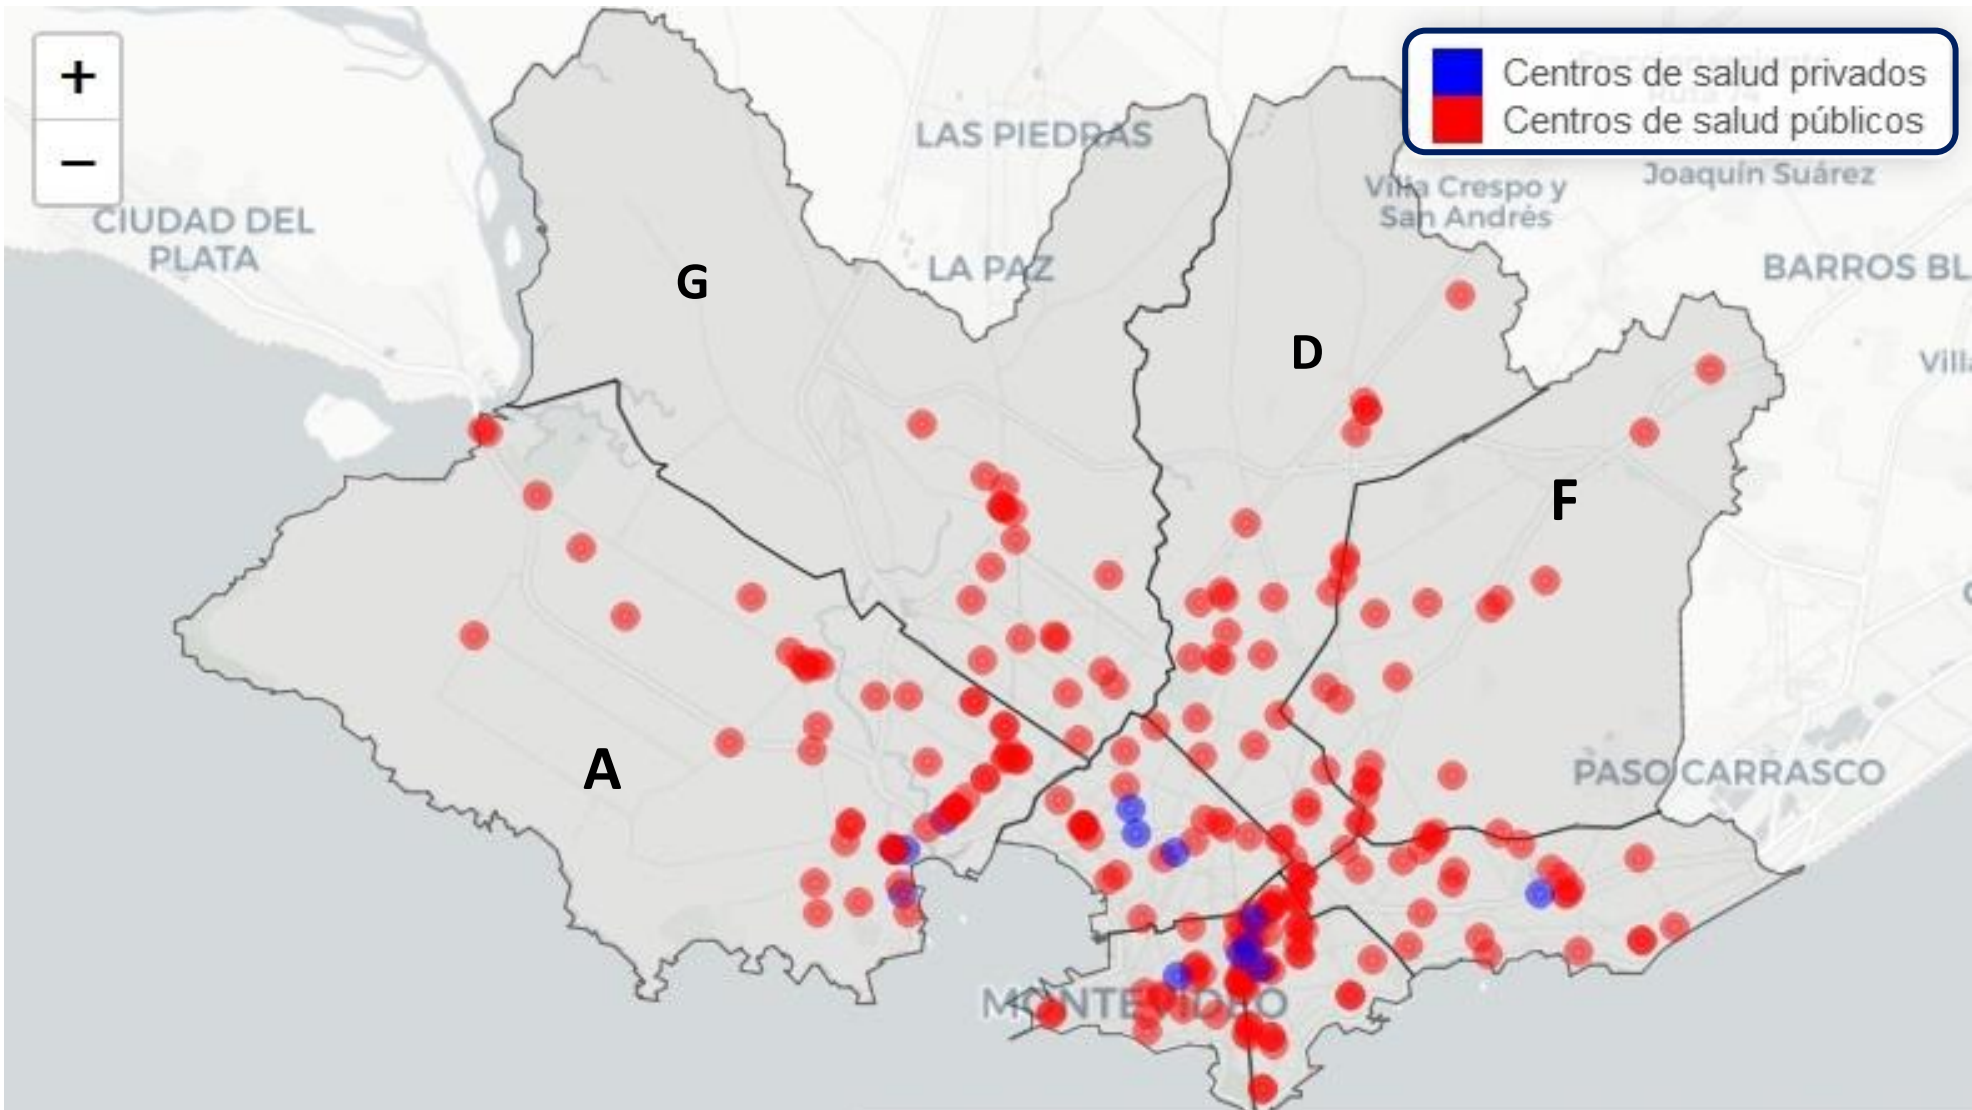 +
−
Centros de salud privados
Centros de salud públicos
LAS PIEDRAS
Joaquín Suárez
Villa Crespo y
San Andrés
CIUDAD DEL
PLATA
LA PAZ
BARROS BL
G
D
Villa
F
A
PASO CARRASCO
MONTEVIDEO